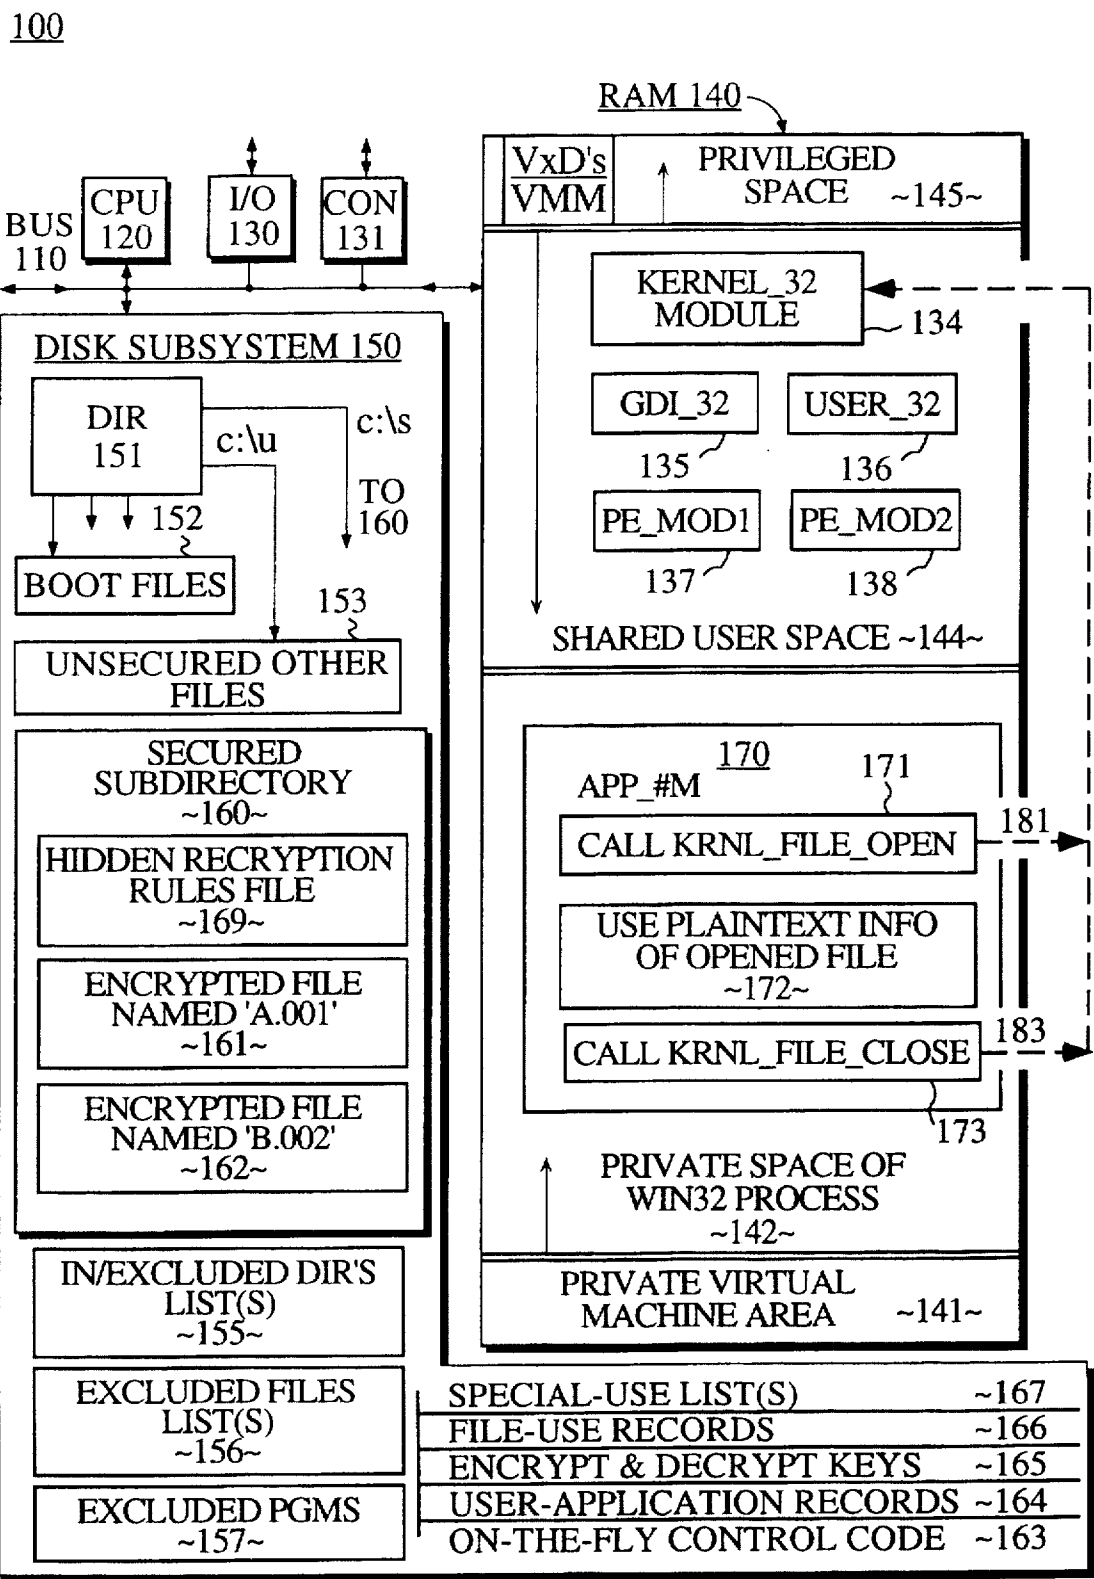 100
RAM 140
VxD's
VMM
PRIVILEGED
SPACE ~145~
CPU
120
I/O
130
CON
131
BUS
110
KERNEL_32
MODULE
134
GDI_32
135
USER_32
136
PE_MOD1
137
PE_MOD2
138
SHARED USER SPACE ~144~
DISK SUBSYSTEM 150
DIR
151
c:\u
c:\s
TO
160
152
BOOT FILES
153
UNSECURED OTHER
FILES
SECURED
SUBDIRECTORY
~160~
HIDDEN RECRYPTION
RULES FILE
~169~
ENCRYPTED FILE
NAMED 'A.001'
~161~
ENCRYPTED FILE
NAMED 'B.002'
~162~
170
APP_#M
171
CALL KRNL_FILE_OPEN
181
USE PLAINTEXT INFO
OF OPENED FILE
~172~
CALL KRNL_FILE_CLOSE
183
173
PRIVATE SPACE OF
WIN32 PROCESS
~142~
PRIVATE VIRTUAL
MACHINE AREA ~141~
IN/EXCLUDED DIR'S
LIST(S)
~155~
EXCLUDED FILES
LIST(S)
~156~
EXCLUDED PGMS
~157~
SPECIAL-USE LIST(S) ~167
FILE-USE RECORDS ~166
ENCRYPT & DECRYPT KEYS ~165
USER-APPLICATION RECORDS ~164
ON-THE-FLY CONTROL CODE ~163